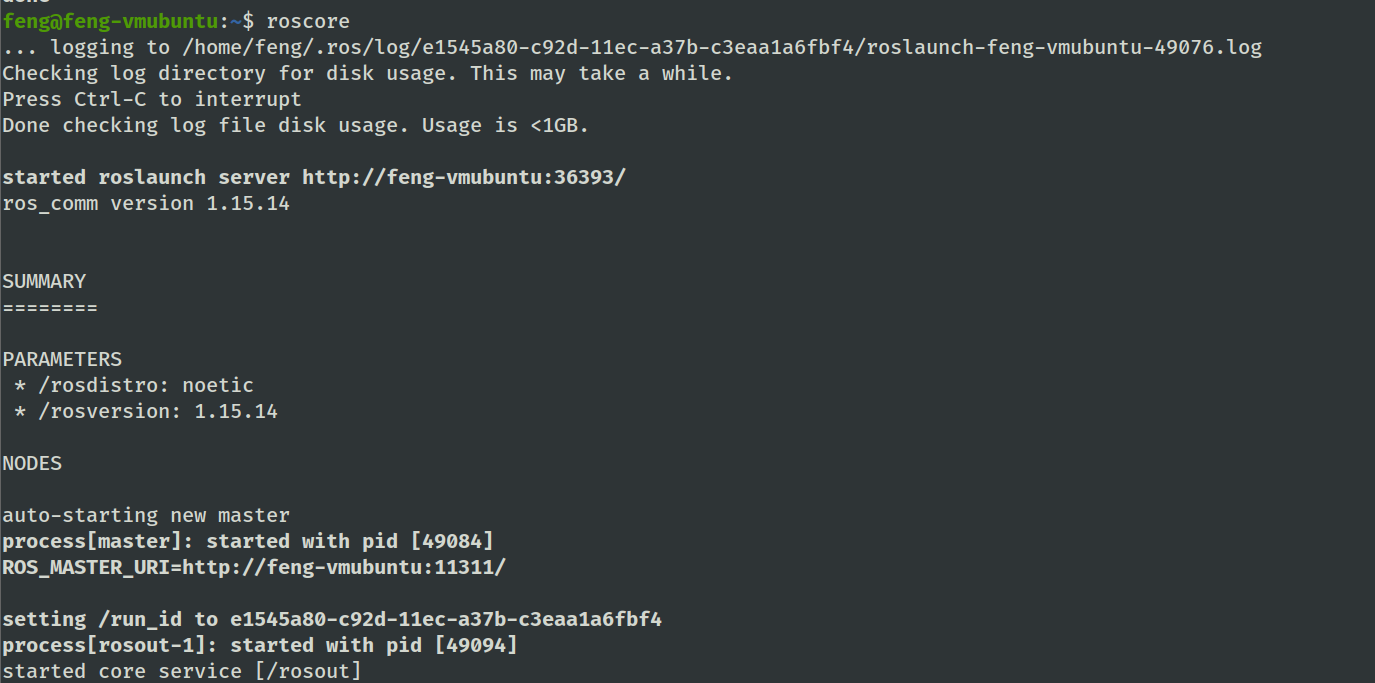 done
feng@feng-vmubuntu:~$ roscore
... logging to /home/feng/.ros/log/e1545a80-c92d-11ec-a37b-c3eaa1a6fbf4/roslaunch-feng-vmubuntu-49076.log
Checking log directory for disk usage. This may take a while.
Press Ctrl-C to interrupt
Done checking log file disk usage. Usage is <1GB.
started roslaunch server http://feng-vmubuntu:36393/
ros_comm version 1.15.14
SUMMARY
========
PARAMETERS
 * /rosdistro: noetic
 * /rosversion: 1.15.14
NODES
auto-starting new master
process[master]: started with pid [49084]
ROS_MASTER_URI=http://feng-vmubuntu:11311/
setting /run_id to e1545a80-c92d-11ec-a37b-c3eaa1a6fbf4
process[rosout-1]: started with pid [49094]
started core service [/rosout]